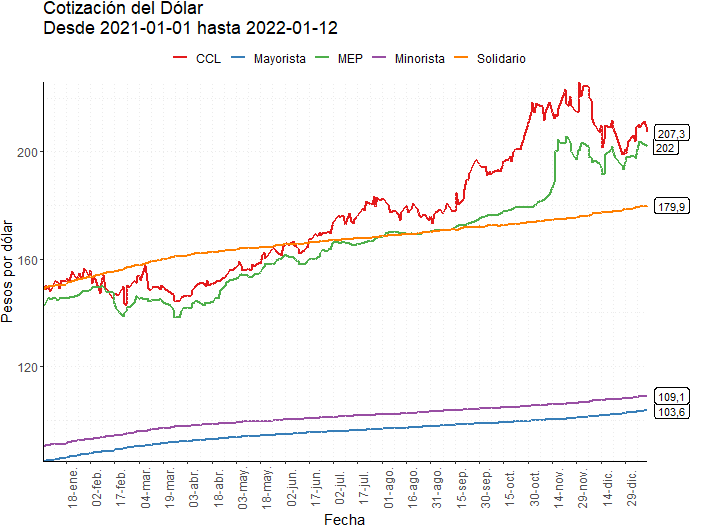 Cotización del Dólar
Desde 2021-01-01 hasta 2022-01-12
CCL Mayorista MEP Minorista Solidario
Pesos por dólar
200
160
120
207,3
202
179,9
109,1
103,6
18-ene. 02-feb. 17-feb. 04-mar. 19-mar. 03-abr. 18-abr. 03-may. 18-may. 02-jun. 17-jun. 02-jul. 17-jul. 01-ago. 16-ago. 31-ago. 15-sep. 30-sep. 15-oct. 30-oct. 14-nov. 29-nov. 14-dic. 29-dic.
Fecha